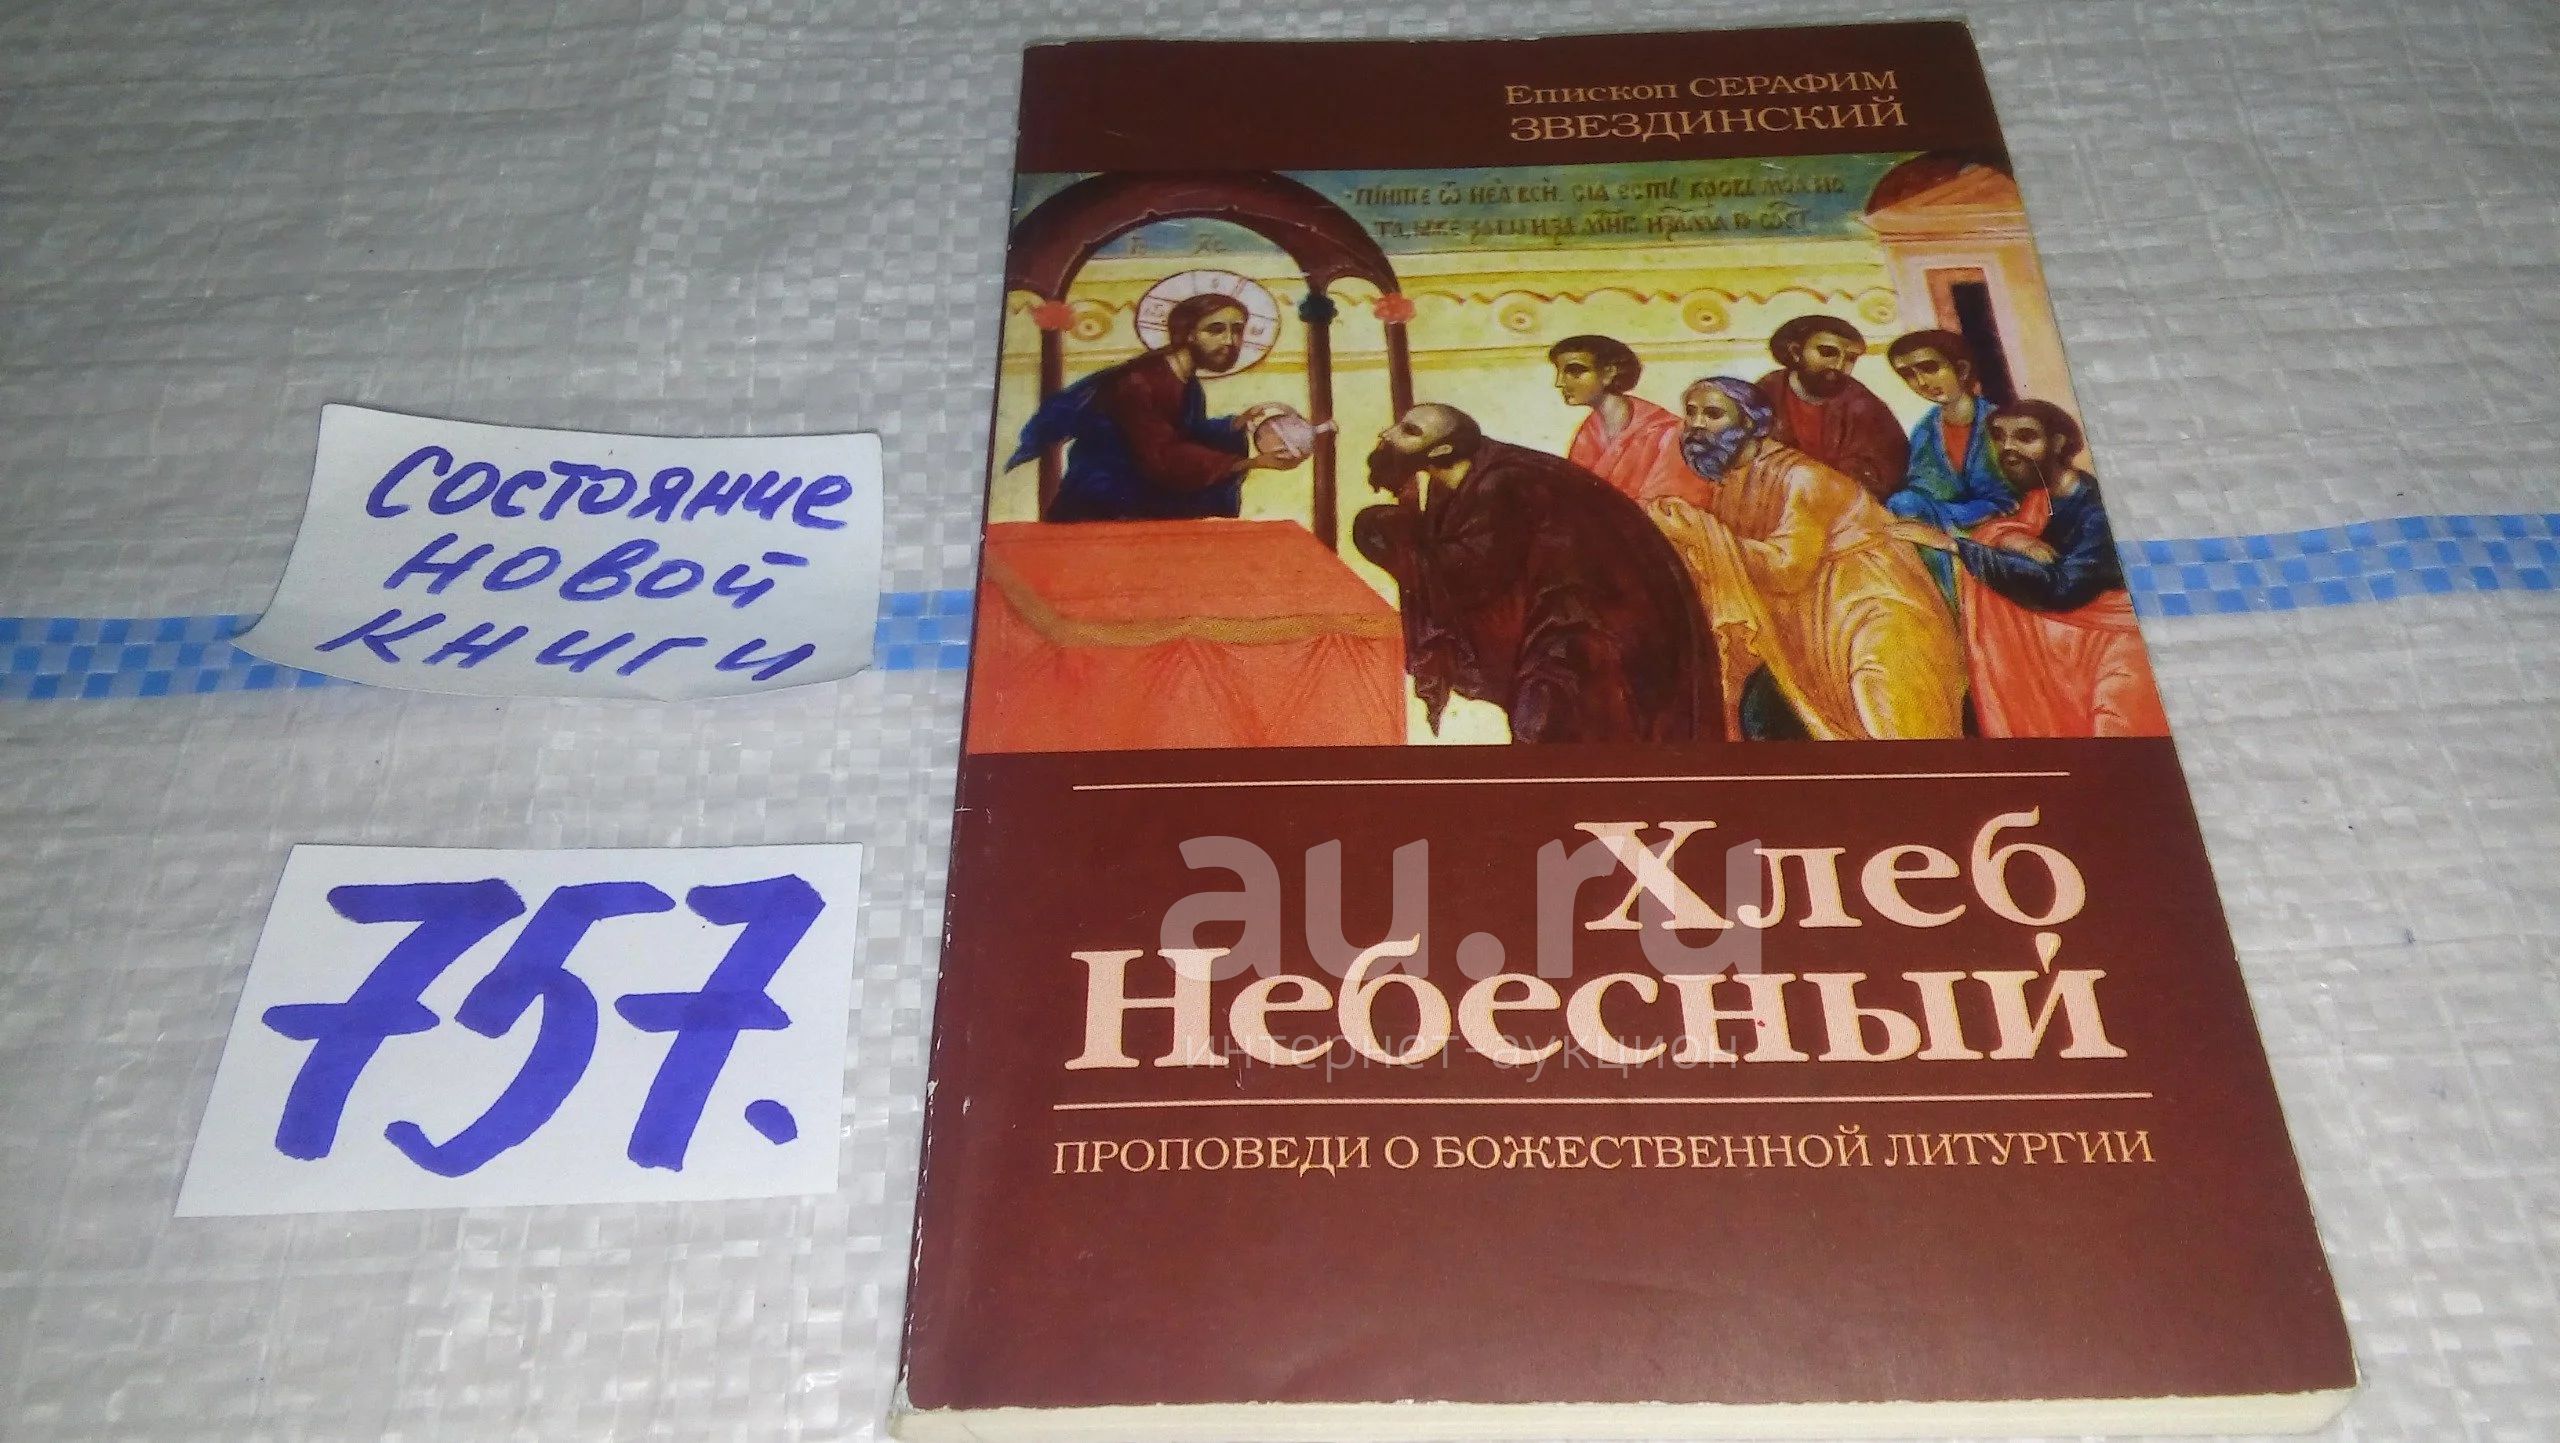 Епископ СЕРАФИМ
ЗВЕЗДИНСКИЙ
Хлеб
Небесный
ПРОПОВЕДИ О БОЖЕСТВЕННОЙ ЛИТУРГИИ
состояние
новой
книги
757.
au.ru
интернет-аукцион